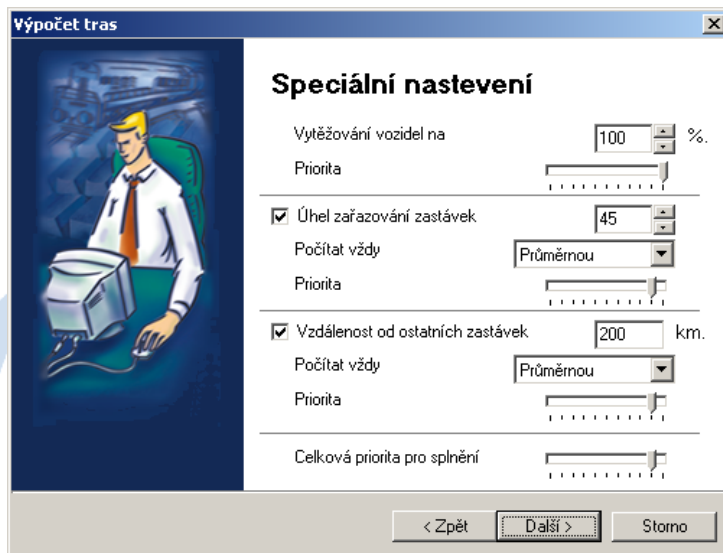 Výpočet tras
Speciální nastevení
Vytěžování vozidel na 100 %.
Priorita
Úhel zařazování zastávek 45
Počítat vždy Průměrnou
Priorita
Vzdálenost od ostatních zastávek 200 km.
Počítat vždy Průměrnou
Priorita
Celková priorita pro splnění
< Zpět Další > Storno